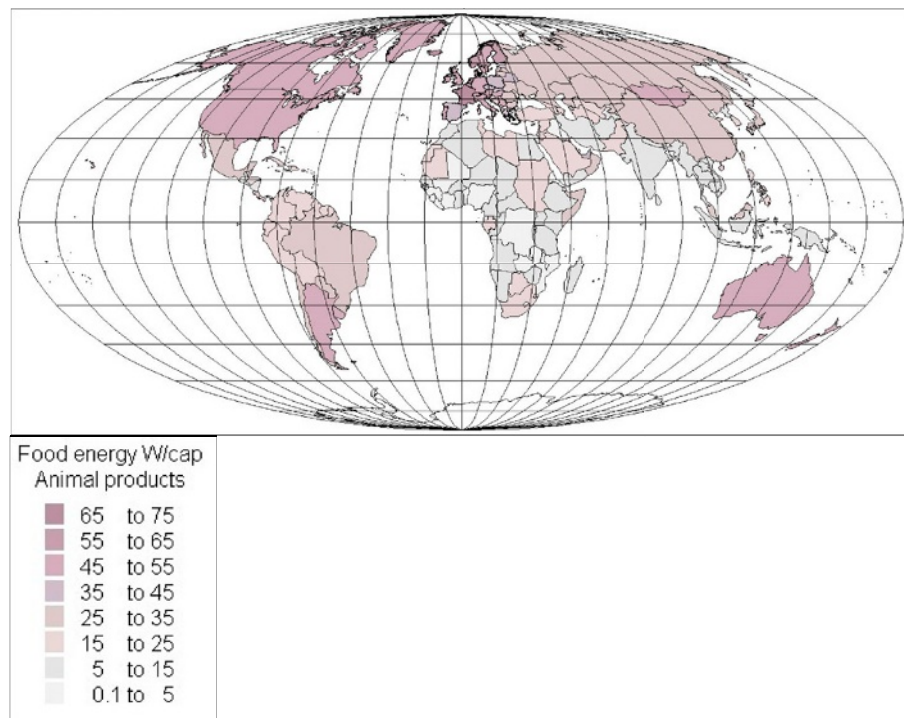 Food energy W/cap
Animal products
65 to 75
55 to 65
45 to 55
35 to 45
25 to 35
15 to 25
5 to 15
0.1 to 5